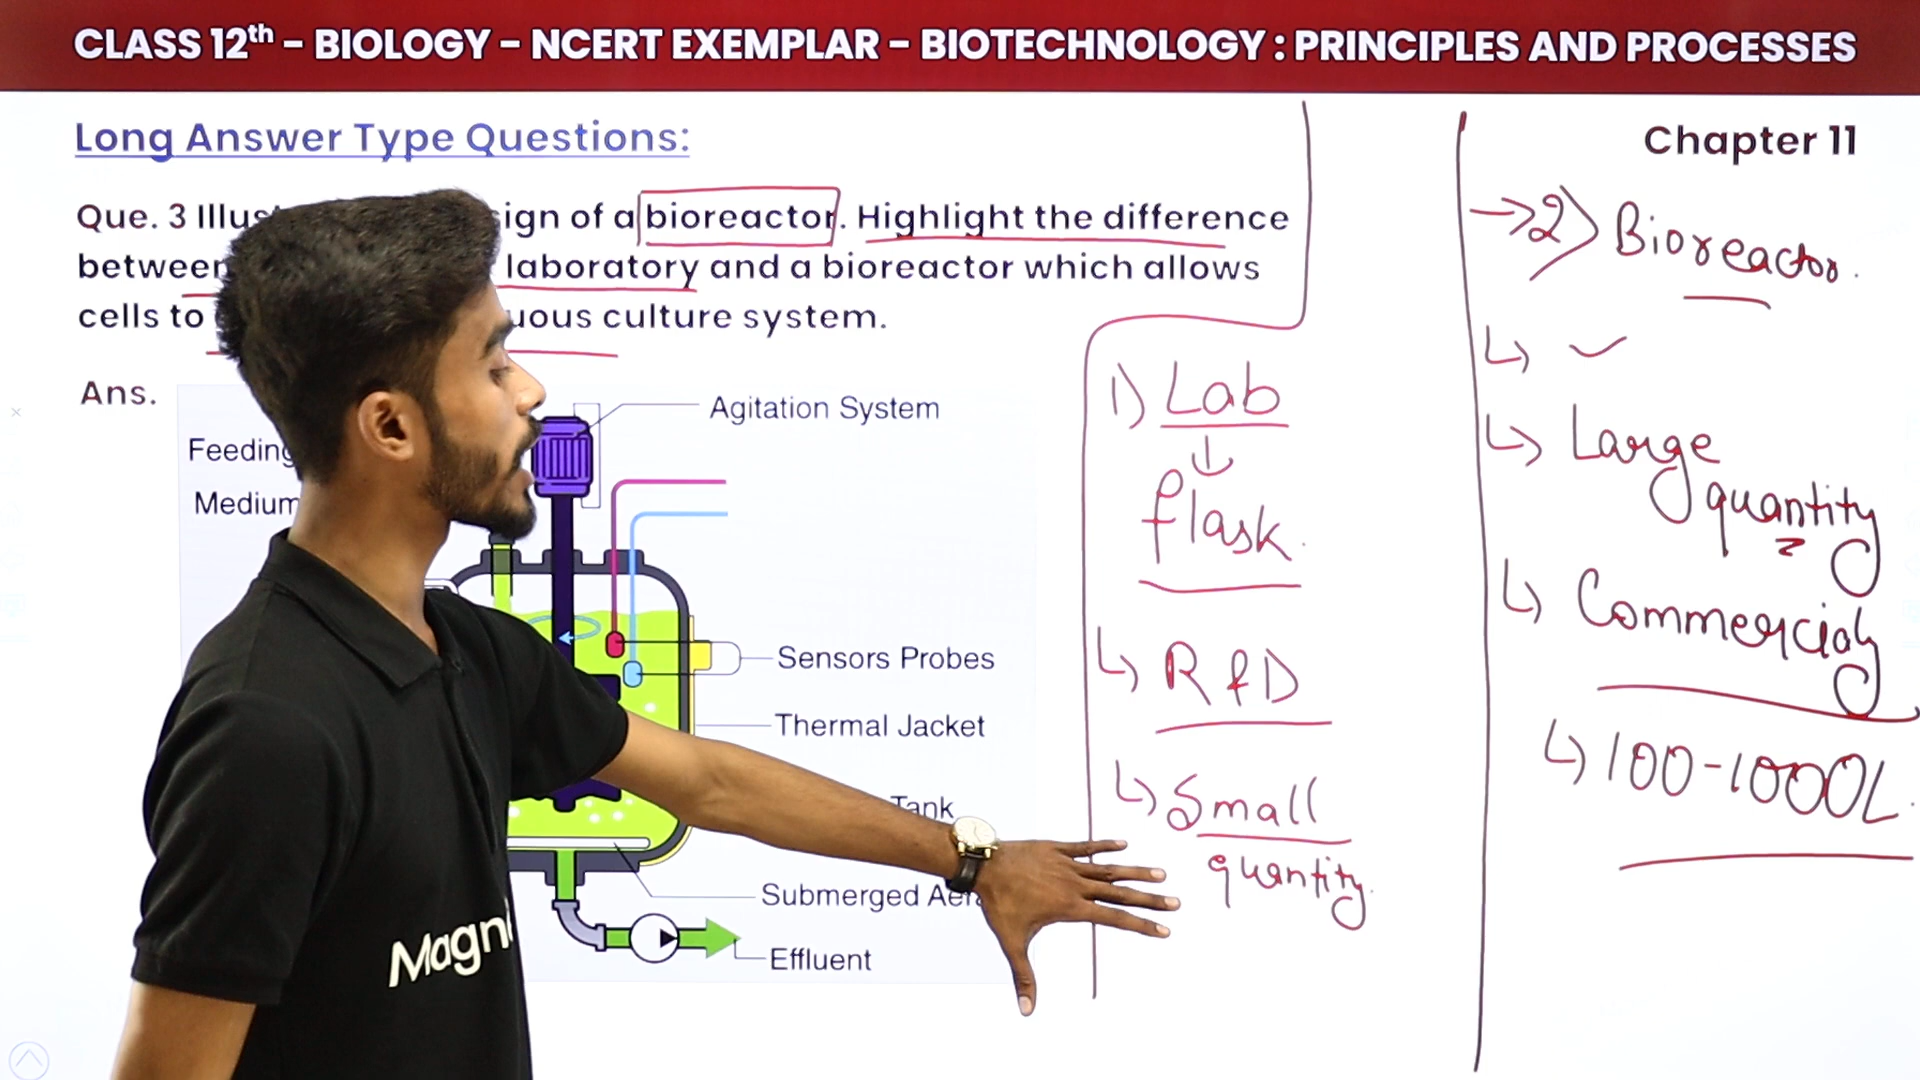 CLASS 12th – BIOLOGY – NCERT EXEMPLAR – BIOTECHNOLOGY : PRINCIPLES AND PROCESSES
Long Answer Type Questions:
Chapter 11
Que. 3 Illus ign of a bioreactor. Highlight the difference
between laboratory and a bioreactor which allows
cells to uous culture system.
Ans.
Agitation System
Feeding
Medium
Sensors Probes
Thermal Jacket
Tank
Submerged Aera
Effluent
1) Lab
flask.
R & D
Small
quantity.
2) Bioreactor.
Large
quantity
Commercialy
100-1000L.
Magn